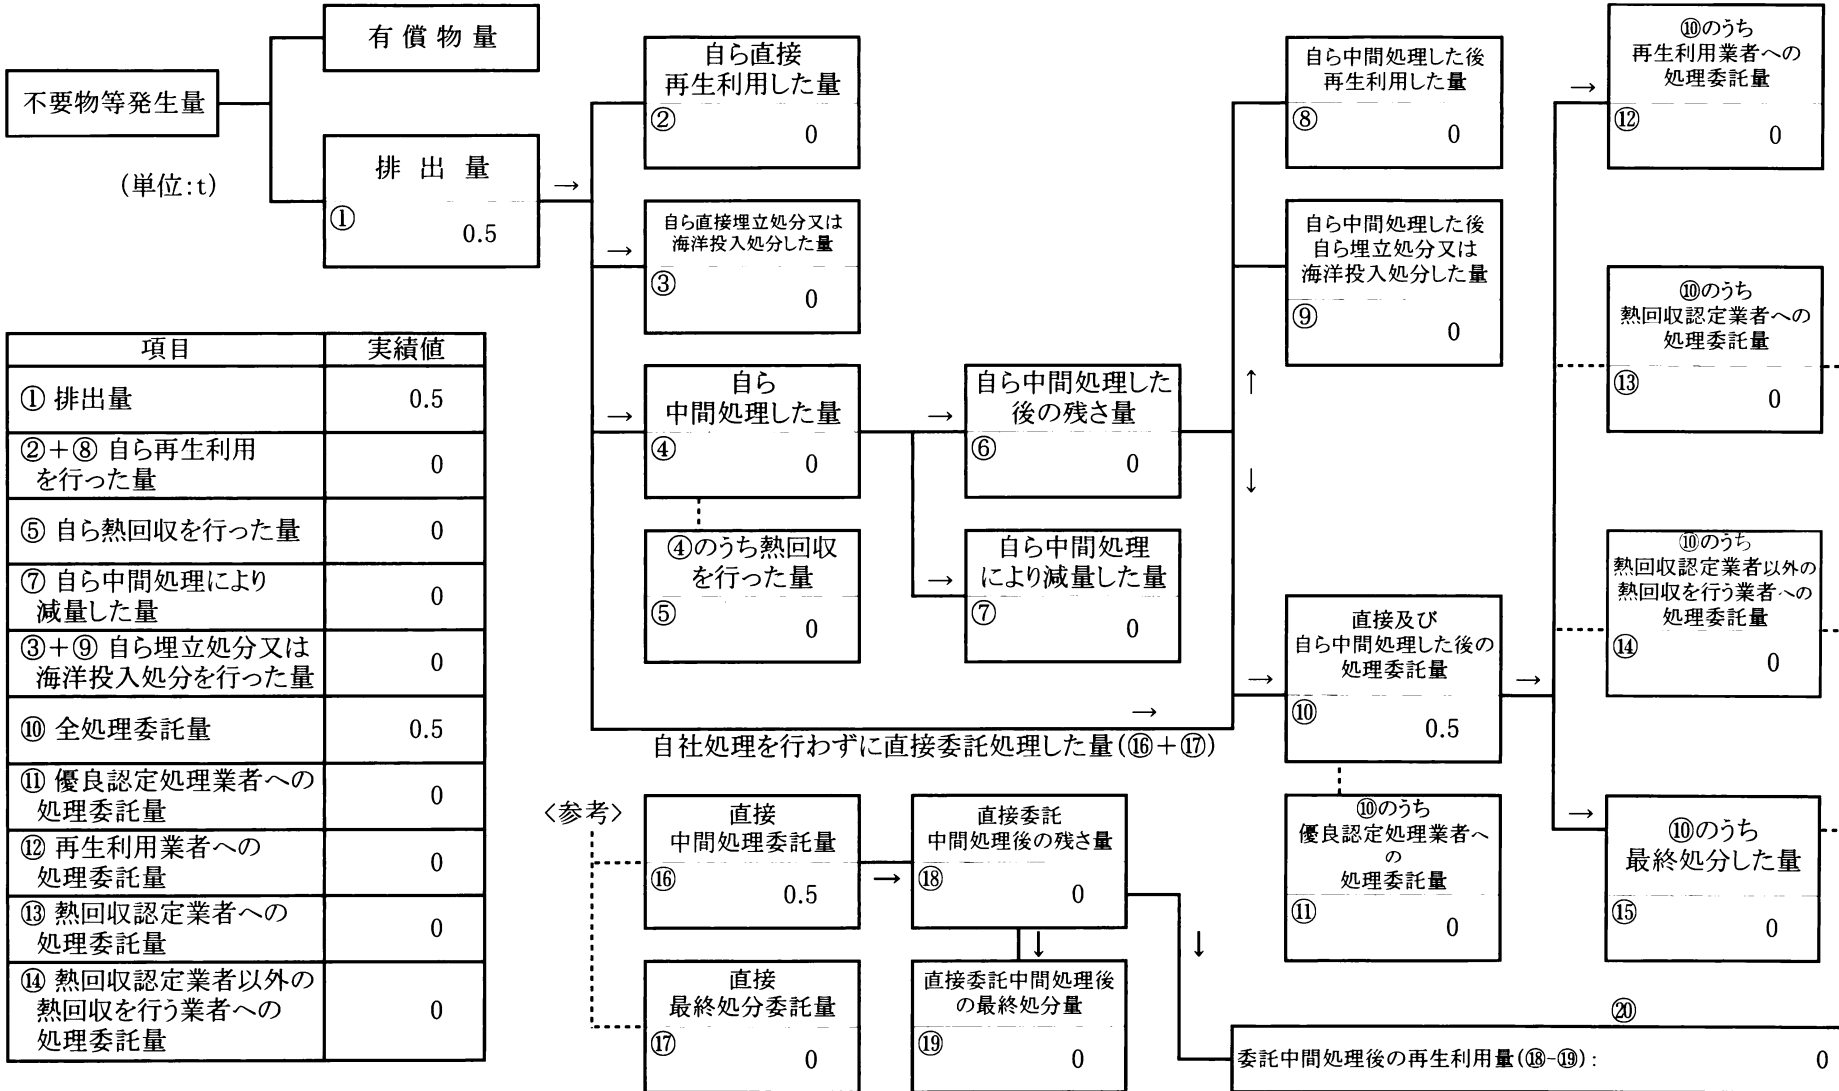 有償物量
不要物等発生量
(単位:t)
排出量
①
0.5
→
自ら直接
再生利用した量
②
0
→
自ら直接埋立処分又は
海洋投入処分した量
③
0
→
自ら
中間処理した量
④
0
④のうち熱回収
を行った量
⑤
0
→
自ら中間処理した
後の残さ量
⑥
0
→
自ら中間処理
により減量した量
⑦
0
↑
↓
自ら中間処理した後
再生利用した量
⑧
0
自ら中間処理した後
自ら埋立処分又は
海洋投入処分した量
⑨
0
→
自社処理を行わずに直接委託処理した量(⑯+⑰)
→
直接及び
自ら中間処理した後の
処理委託量
⑩
0.5
→
⑩のうち
優良認定処理業者へ
の
処理委託量
⑪
0
→
⑩のうち
再生利用業者への
処理委託量
⑫
0
⑩のうち
熱回収認定業者への
処理委託量
⑬
0
⑩のうち
熱回収認定業者以外の
熱回収を行う業者への
処理委託量
⑭
0
→
⑩のうち
最終処分した量
⑮
0
項目 実績値
① 排出量 0.5
②+⑧ 自ら再生利用
を行った量 0
⑤ 自ら熱回収を行った量 0
⑦ 自ら中間処理により
減量した量 0
③+⑨ 自ら埋立処分又は
海洋投入処分を行った量 0
⑩ 全処理委託量 0.5
⑪ 優良認定処理業者への
処理委託量 0
⑫ 再生利用業者への
処理委託量 0
⑬ 熱回収認定業者への
処理委託量 0
⑭ 熱回収認定業者以外の
熱回収を行う業者への
処理委託量 0
〈参考〉
直接
中間処理委託量
⑯
0.5
→
直接委託
中間処理後の残さ量
⑱
0
↓
↓
直接
最終処分委託量
⑰
0
直接委託中間処理後
の最終処分量
⑲
0
⑳
委託中間処理後の再生利用量(⑱-⑲): 0